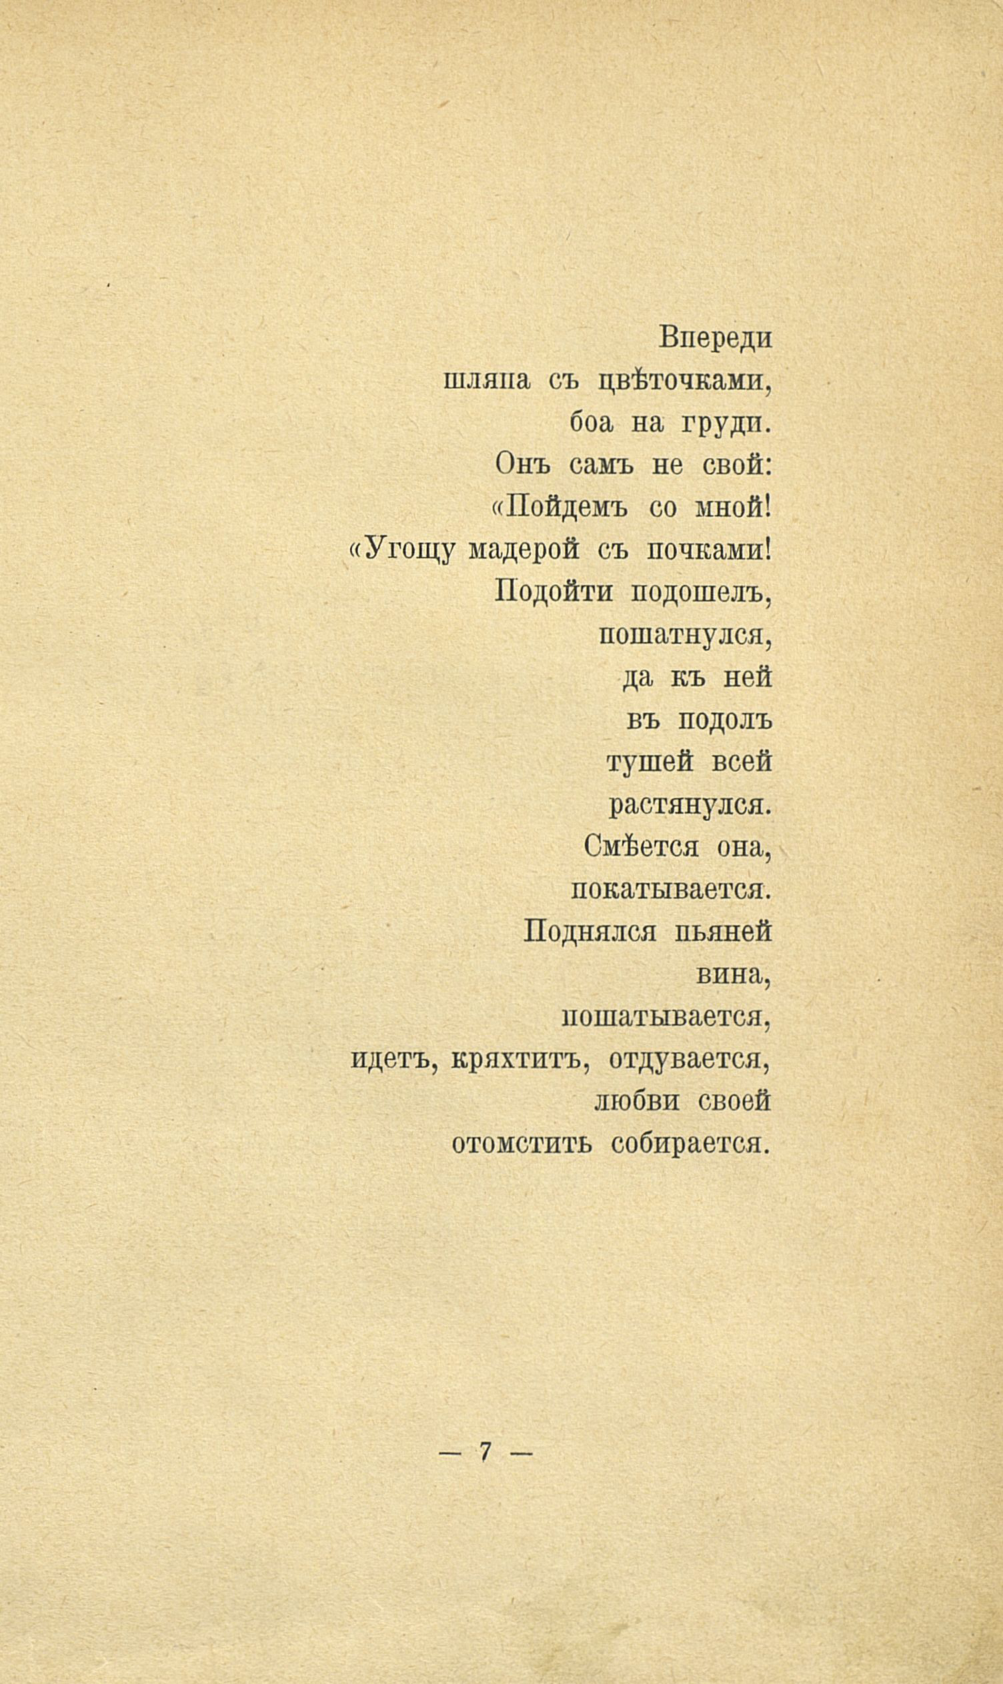 Впереди
шляпа съ цвѣточками,
боа на груди.
Онъ самъ не свой:
«Пойдемъ со мной!
«Угощу мадерой съ почками!
Подойти подошелъ,
пошатнулся,
да къ ней
въ подолъ
тушей всей
растянулся.
Смѣется она,
покатывается.
Поднялся пьяней
вина,
пошатывается,
идетъ, кряхтитъ, отдувается,
любви своей
отомстить собирается.
— 7 —